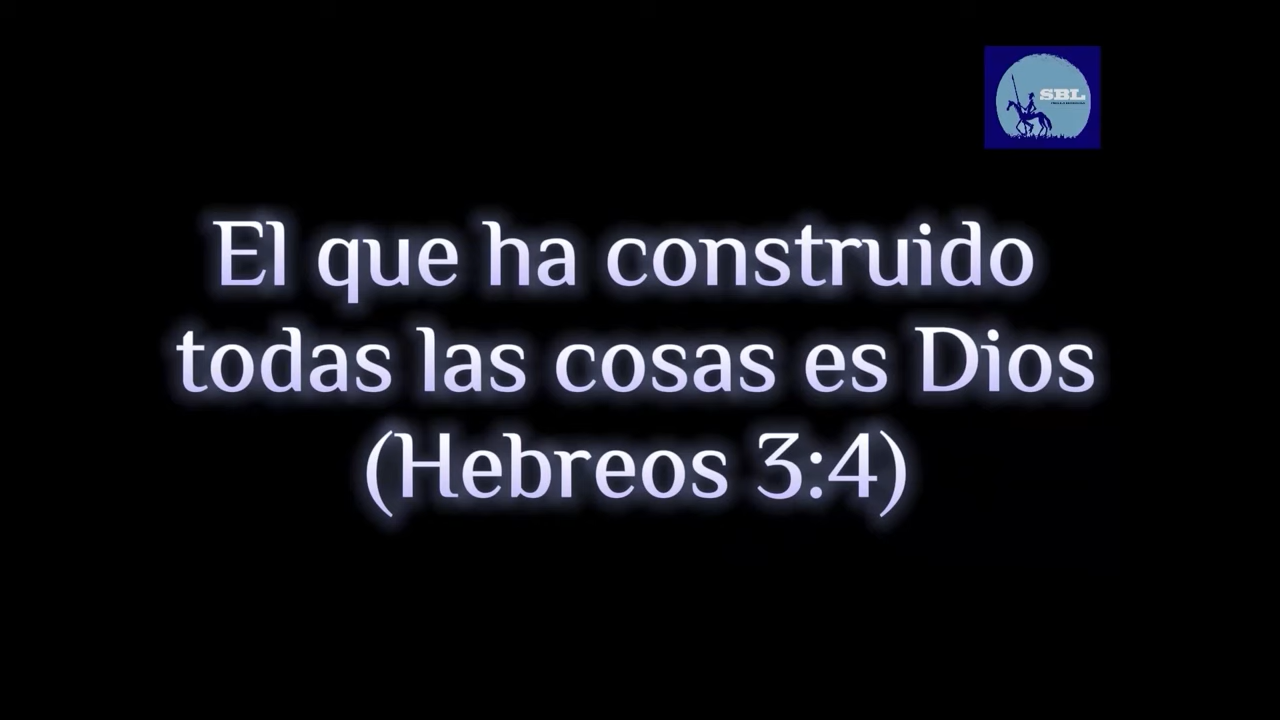 SBL
El que ha construido
todas las cosas es Dios
(Hebreos 3:4)